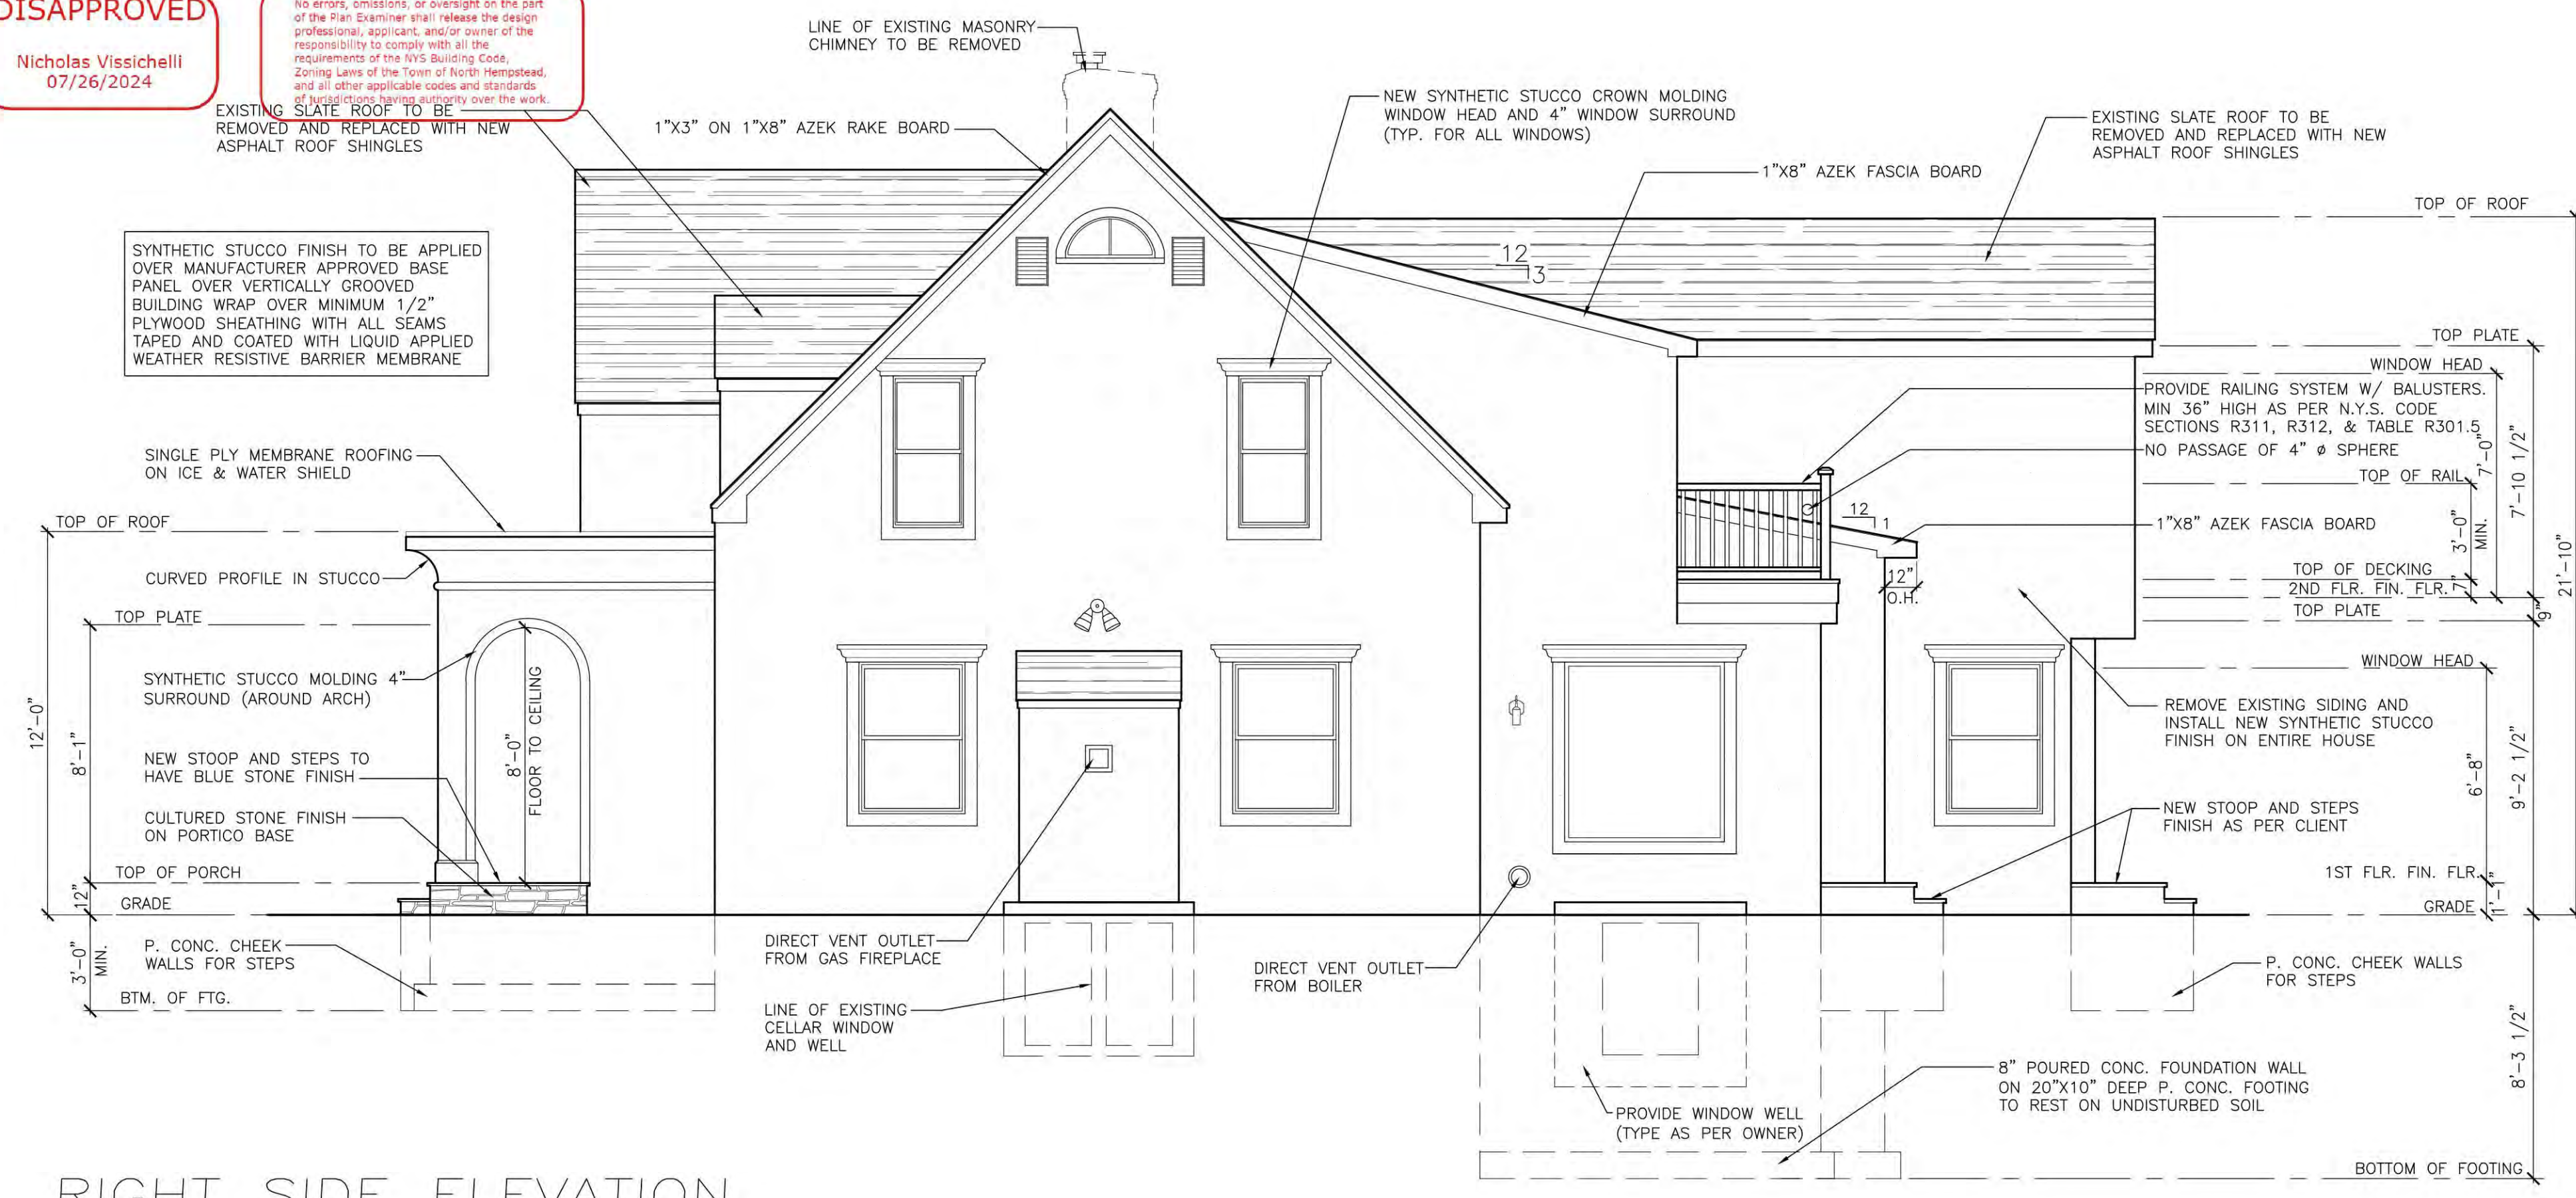 DISAPPROVED
Nicholas Vissichelli
07/26/2024
No errors, omissions, or oversight on the part
of the Plan Examiner shall release the design
professional, applicant, and/or owner of the
responsibility to comply with all the
requirements of the NYS Building Code,
Zoning Laws of the Town of North Hempstead,
and all other applicable codes and standards
of jurisdictions having authority over the work.
EXISTING SLATE ROOF TO BE
REMOVED AND REPLACED WITH NEW
ASPHALT ROOF SHINGLES
LINE OF EXISTING MASONRY
CHIMNEY TO BE REMOVED
1"X3" ON 1"X8" AZEK RAKE BOARD
NEW SYNTHETIC STUCCO CROWN MOLDING
WINDOW HEAD AND 4" WINDOW SURROUND
(TYP. FOR ALL WINDOWS)
1"X8" AZEK FASCIA BOARD
EXISTING SLATE ROOF TO BE
REMOVED AND REPLACED WITH NEW
ASPHALT ROOF SHINGLES
SYNTHETIC STUCCO FINISH TO BE APPLIED
OVER MANUFACTURER APPROVED BASE
PANEL OVER VERTICALLY GROOVED
BUILDING WRAP OVER MINIMUM 1/2"
PLYWOOD SHEATHING WITH ALL SEAMS
TAPED AND COATED WITH LIQUID APPLIED
WEATHER RESISTIVE BARRIER MEMBRANE
12
3
TOP OF ROOF
TOP PLATE
WINDOW HEAD
PROVIDE RAILING SYSTEM W/ BALUSTERS.
MIN 36" HIGH AS PER N.Y.S. CODE
SECTIONS R311, R312, & TABLE R301.5
NO PASSAGE OF 4" Ø SPHERE
TOP OF RAIL
1"X8" AZEK FASCIA BOARD
12
1
12"
O.H.
TOP OF DECKING
2ND FLR. FIN. FLR.
TOP PLATE
7'-0"
3'-0"
MIN.
7"
7'-10 1/2"
9"
21'-10"
SINGLE PLY MEMBRANE ROOFING
ON ICE & WATER SHIELD
TOP OF ROOF
CURVED PROFILE IN STUCCO
TOP PLATE
SYNTHETIC STUCCO MOLDING 4"
SURROUND (AROUND ARCH)
NEW STOOP AND STEPS TO
HAVE BLUE STONE FINISH
CULTURED STONE FINISH
ON PORTICO BASE
TOP OF PORCH
GRADE
P. CONC. CHEEK
WALLS FOR STEPS
BTM. OF FTG.
12'-0"
8'-1"
12"
3'-0"
MIN.
8'-0"
FLOOR TO CEILING
WINDOW HEAD
REMOVE EXISTING SIDING AND
INSTALL NEW SYNTHETIC STUCCO
FINISH ON ENTIRE HOUSE
NEW STOOP AND STEPS
FINISH AS PER CLIENT
1ST FLR. FIN. FLR.
GRADE
6'-8"
1'-1"
9'-2 1/2"
8'-3 1/2"
DIRECT VENT OUTLET
FROM GAS FIREPLACE
LINE OF EXISTING
CELLAR WINDOW
AND WELL
DIRECT VENT OUTLET
FROM BOILER
P. CONC. CHEEK WALLS
FOR STEPS
8" POURED CONC. FOUNDATION WALL
ON 20"X10" DEEP P. CONC. FOOTING
TO REST ON UNDISTURBED SOIL
PROVIDE WINDOW WELL
(TYPE AS PER OWNER)
BOTTOM OF FOOTING
RIGHT SIDE ELEVATION